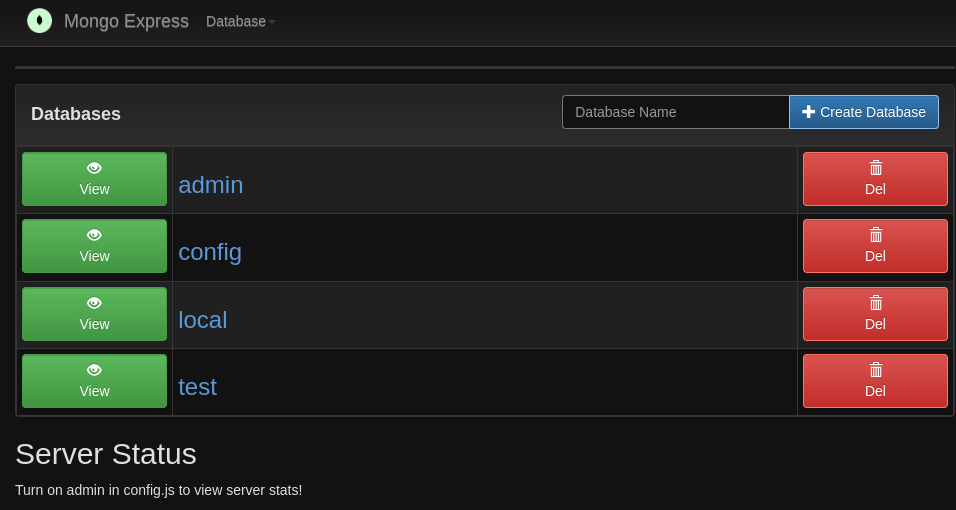 Mongo Express Database
Databases
Database Name
Create Database
View
admin
Del
View
config
Del
View
local
Del
View
test
Del
Server Status
Turn on admin in config.js to view server stats!